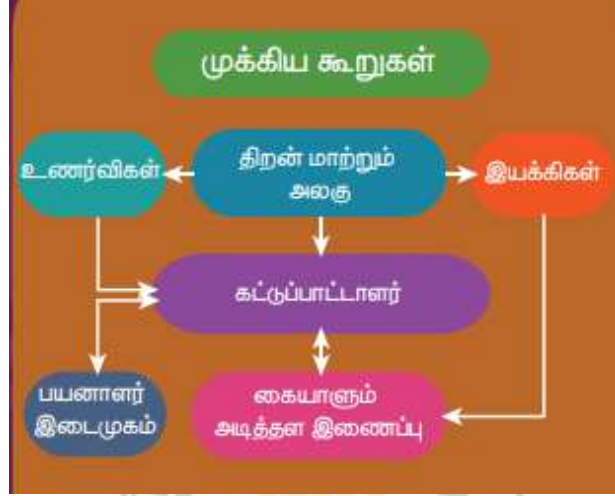 முக்கிய கூறுகள்
உணர்விகள்
திறன் மாற்றும்
அலகு
இயக்கிகள்
கட்டுப்பாட்டாளர்
பயனாளர்
இடைமுகம்
கையாளும்
அடித்தள இணைப்பு